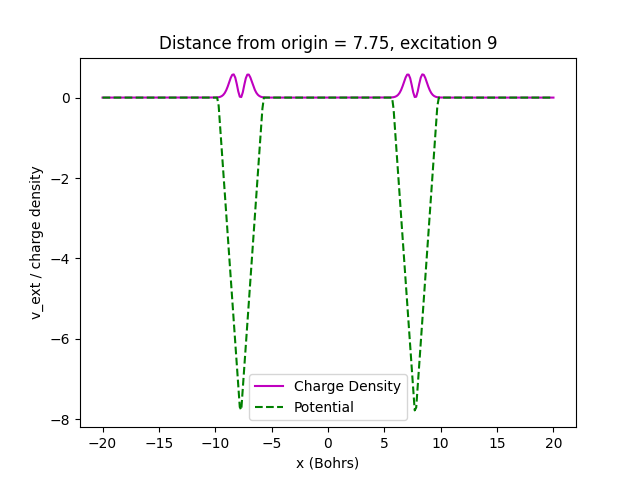 Distance from origin = 7.75, excitation 9
v_ext / charge density
0
−2
−4
−6
−8
Charge Density
Potential
−20
−15
−10
−5
0
5
10
15
20
x (Bohrs)